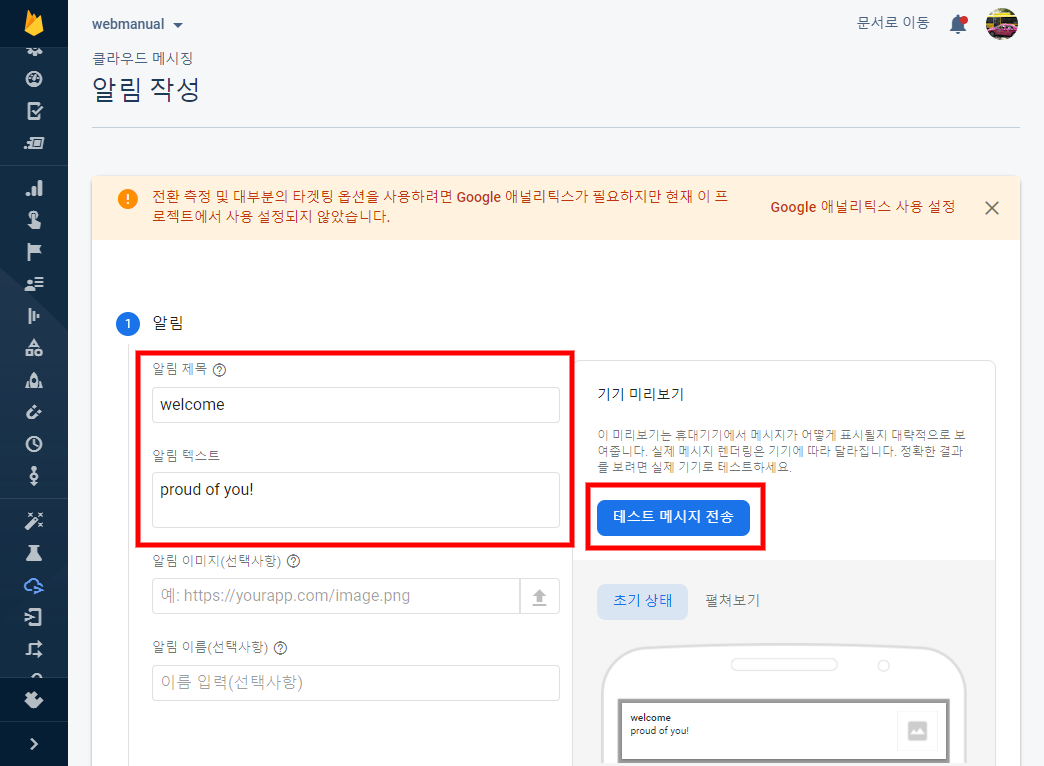 webmanual
문서로 이동
클라우드 메시징
알림 작성
전환 측정 및 대부분의 타겟팅 옵션을 사용하려면 Google 애널리틱스가 필요하지만 현재 이 프
로젝트에서 사용 설정되지 않았습니다.
Google 애널리틱스 사용 설정
1 알림
알림 제목
welcome
알림 텍스트
proud of you!
알림 이미지(선택사항)
예: https://yourapp.com/image.png
알림 이름(선택사항)
이름 입력(선택사항)
기기 미리보기
이 미리보기는 휴대기기에서 메시지가 어떻게 표시될지 대략적으로 보
여줍니다. 실제 메시지 렌더링은 기기에 따라 달라집니다. 정확한 결과
를 보려면 실제 기기로 테스트하세요.
테스트 메시지 전송
초기 상태
펼쳐보기
welcome
proud of you!